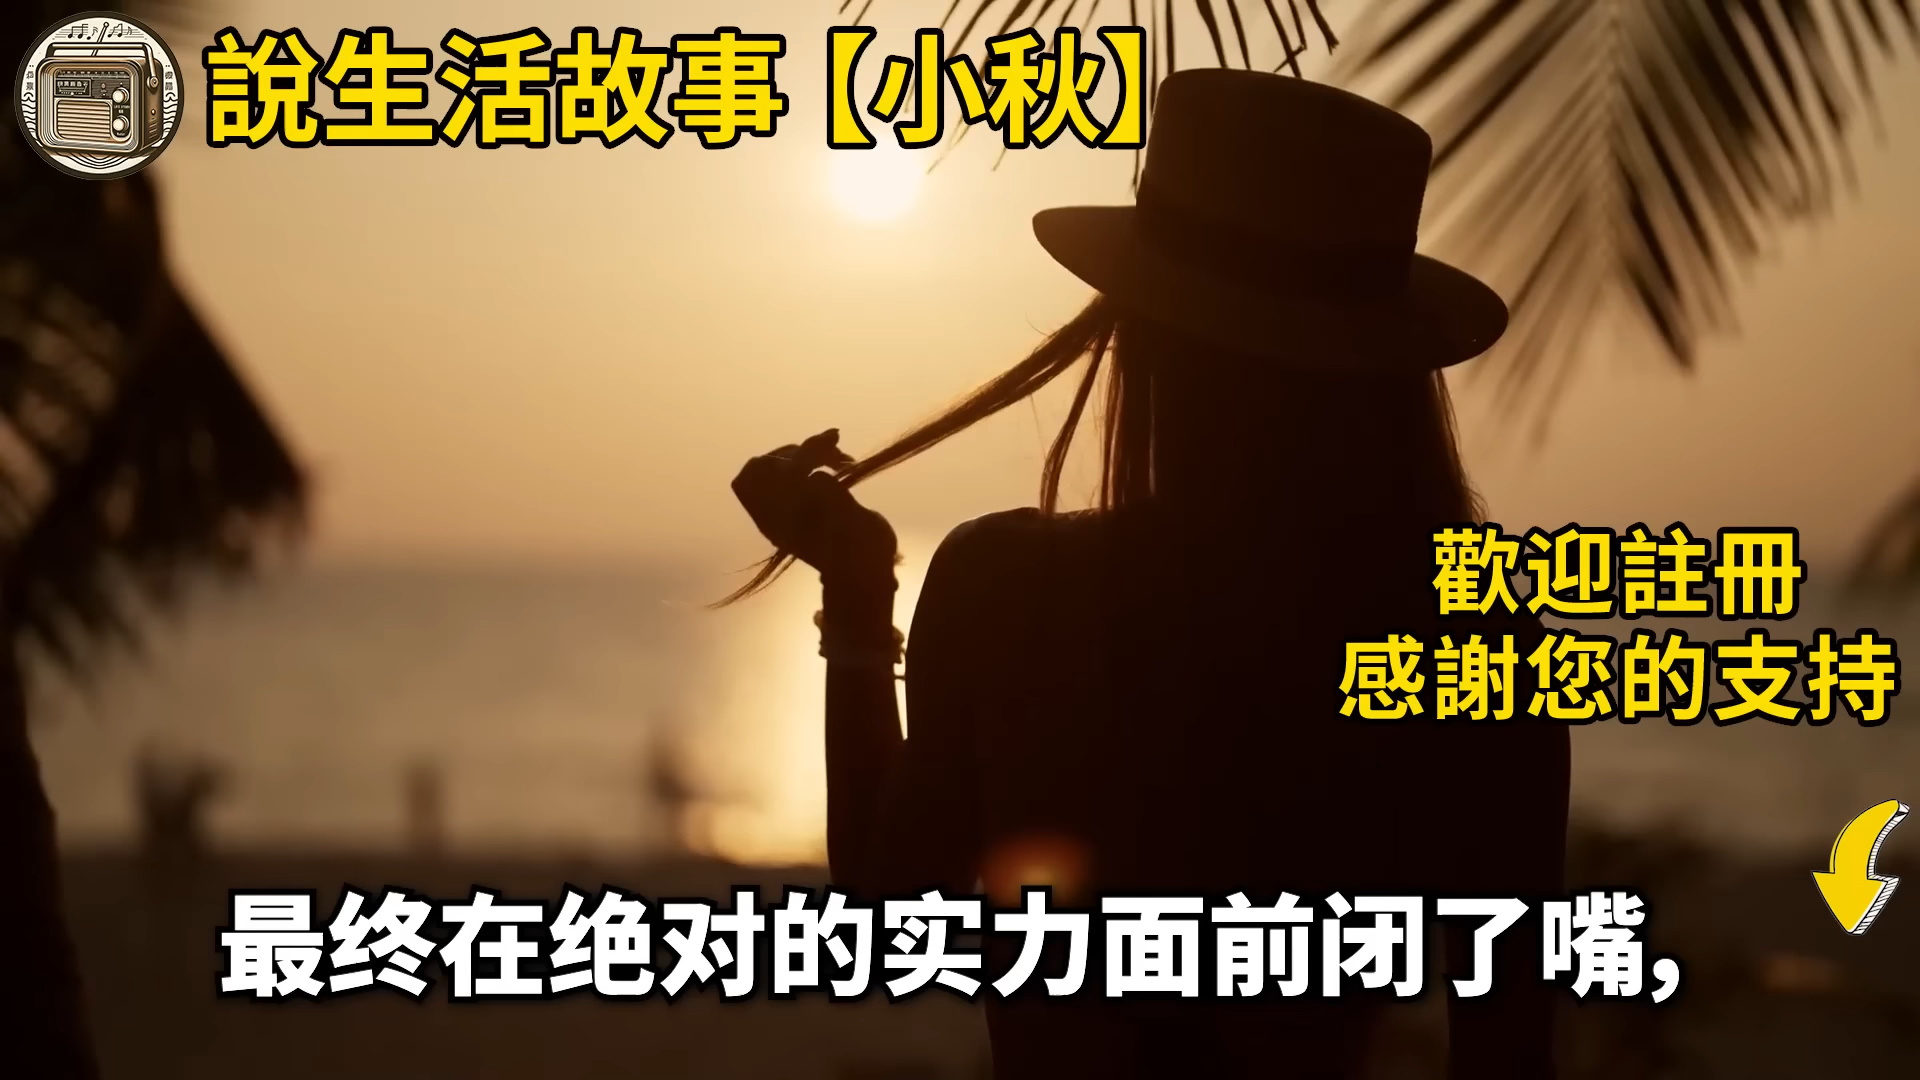 說生活故事【小秋】
歡迎註冊
感謝您的支持
最终在绝对的实力面前闭了嘴,